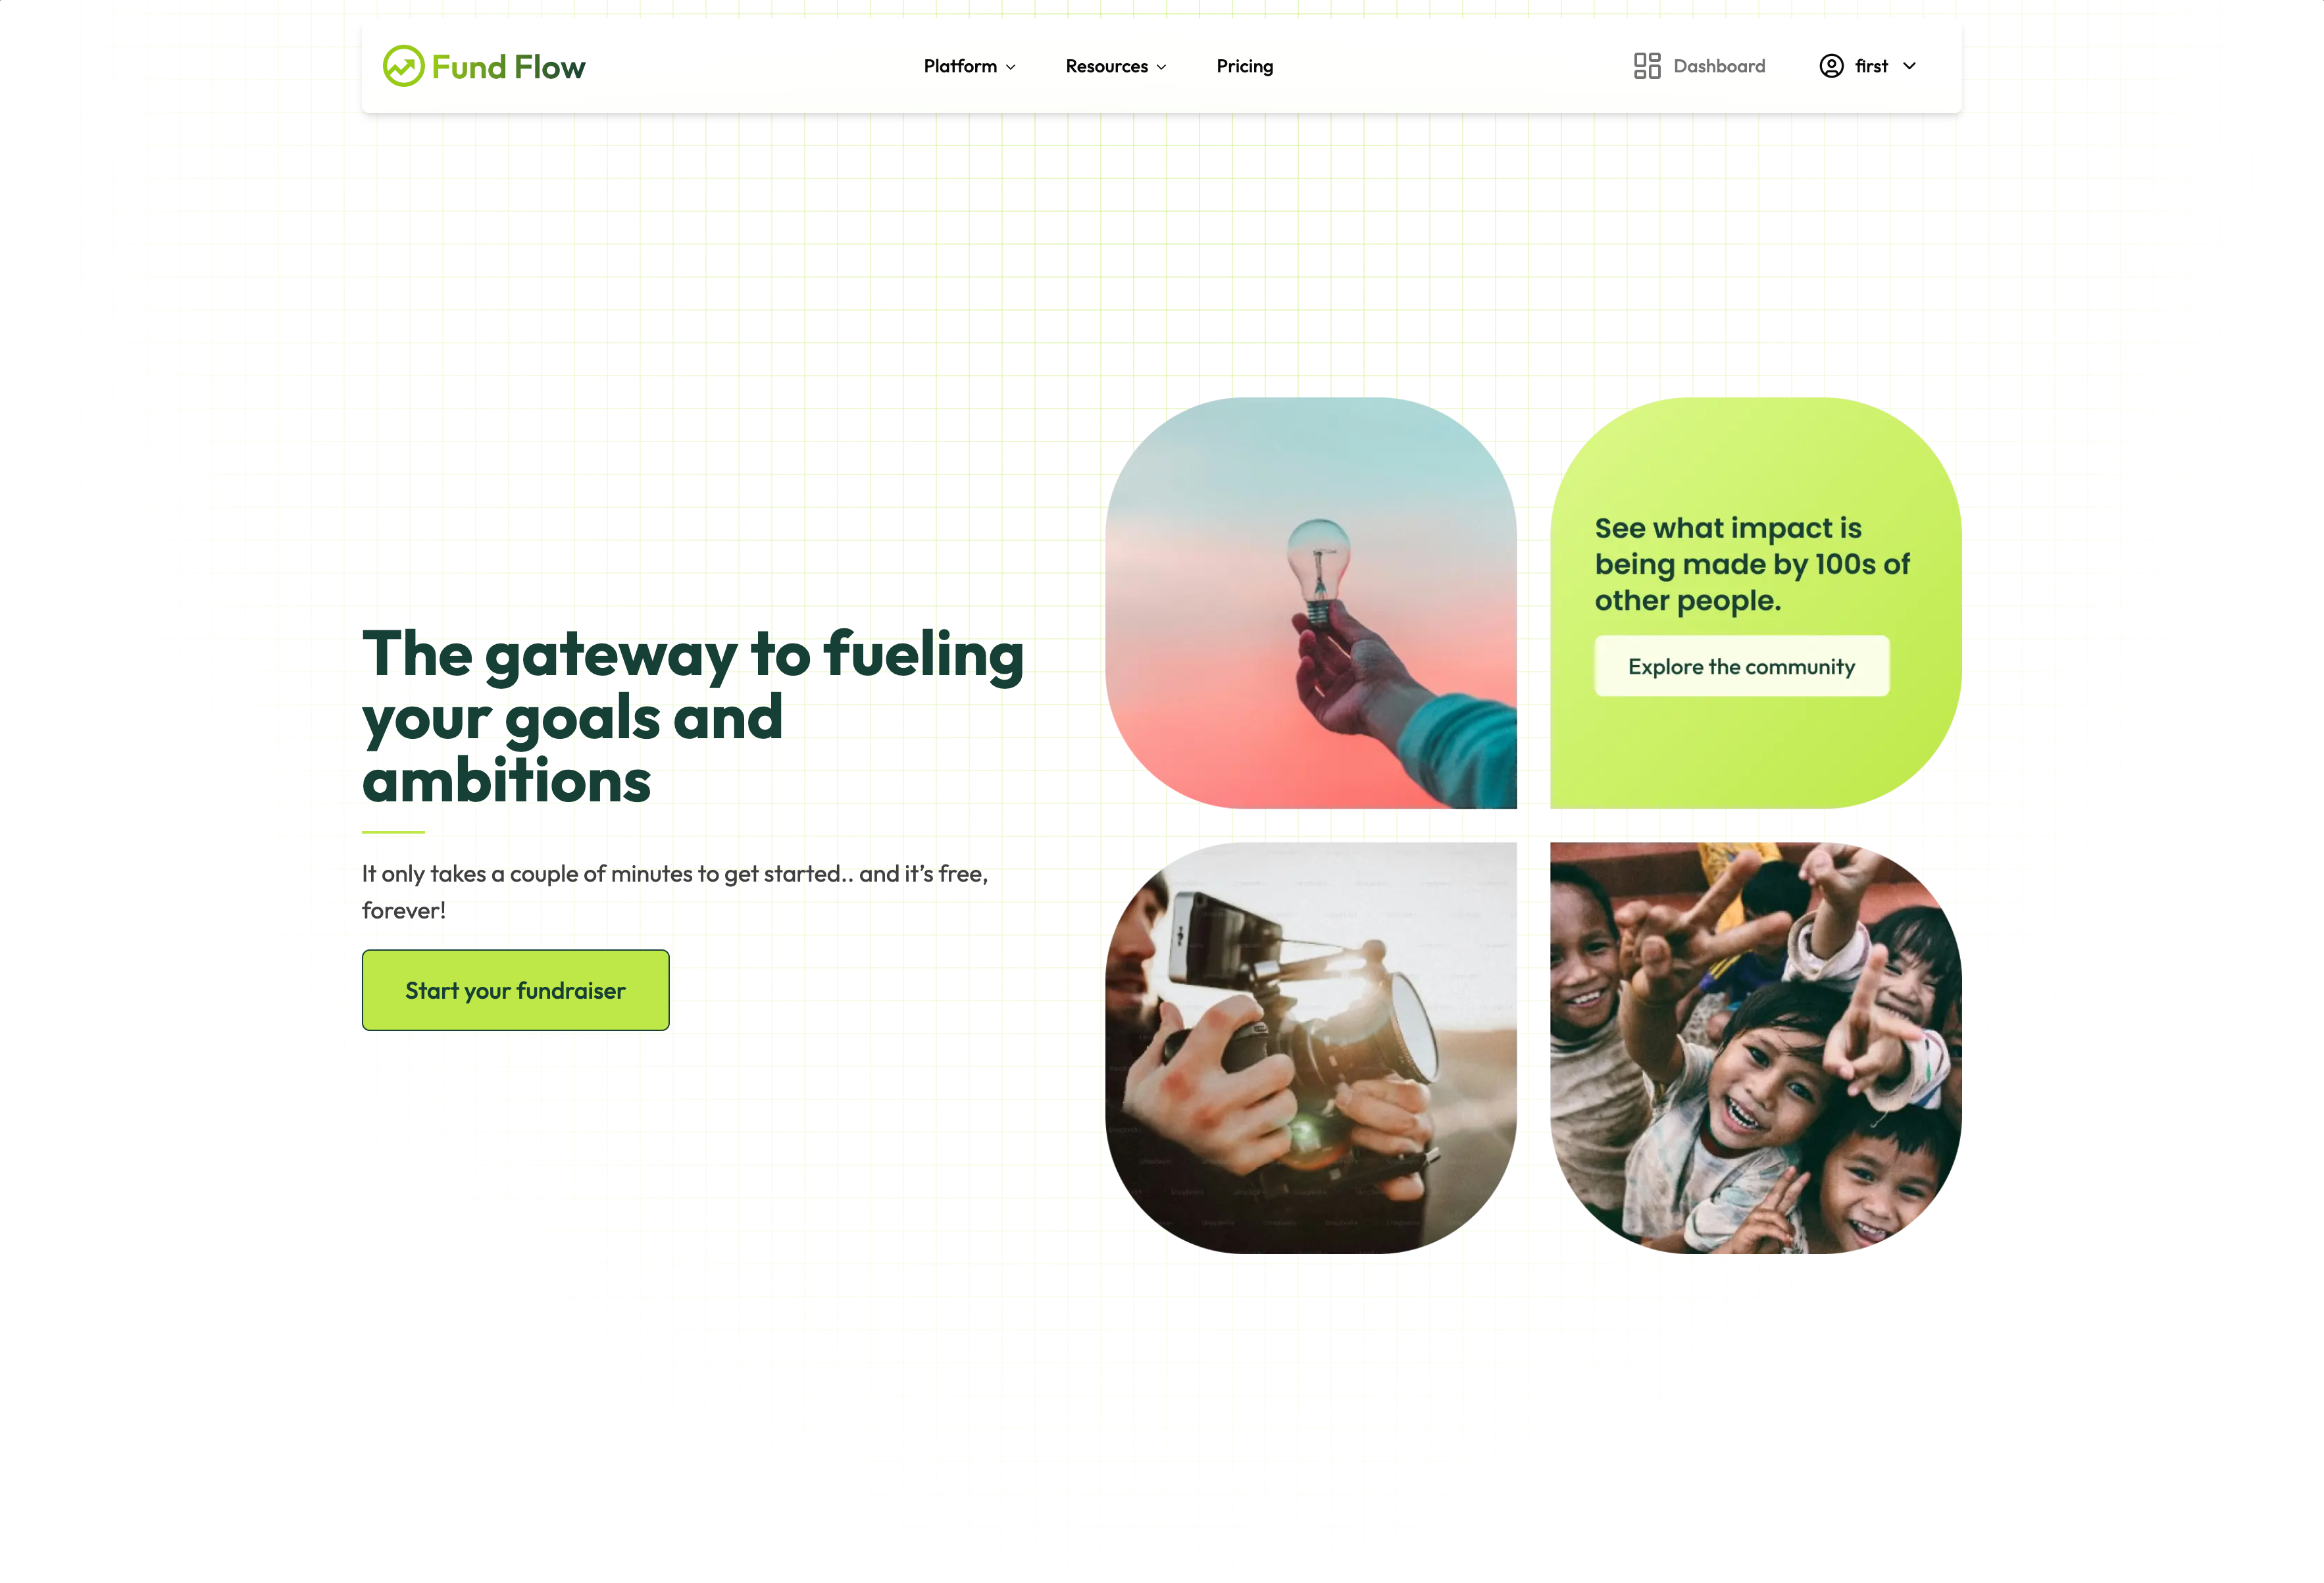 Fund Flow
Platform
Resources
Pricing
Dashboard
first
The gateway to fueling
your goals and
ambitions
It only takes a couple of minutes to get started.. and it’s free,
forever!
Start your fundraiser
See what impact is
being made by 100s of
other people.
Explore the community